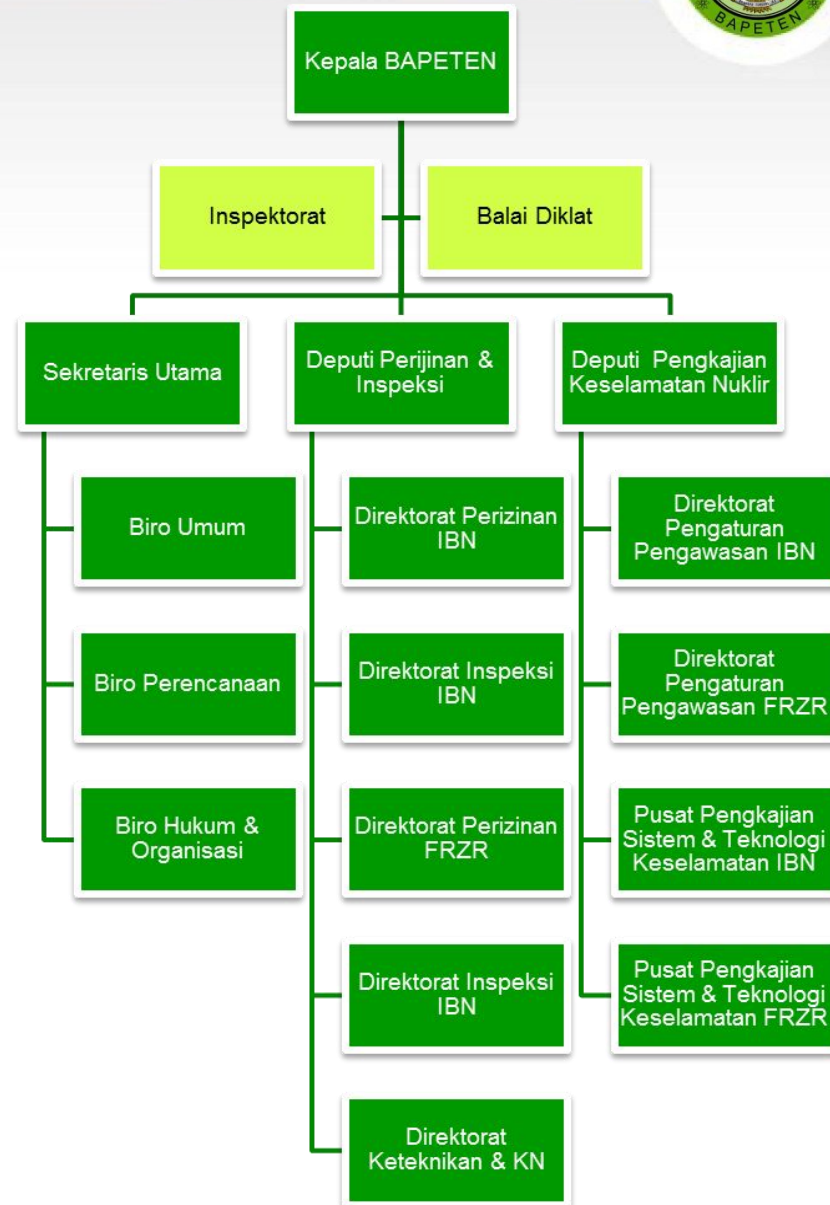 BAPETEN
Kepala BAPETEN
Inspektorat
Balai Diklat
Sekretaris Utama
Deputi Perijinan &
Inspeksi
Deputi Pengkajian
Keselamatan Nuklir
Biro Umum
Biro Perencanaan
Biro Hukum &
Organisasi
Direktorat Perizinan
IBN
Direktorat Inspeksi
IBN
Direktorat Perizinan
FRZR
Direktorat Inspeksi
IBN
Direktorat
Keteknikan & KN
Direktorat
Pengaturan
Pengawasan IBN
Direktorat
Pengaturan
Pengawasan FRZR
Pusat Pengkajian
Sistem & Teknologi
Keselamatan IBN
Pusat Pengkajian
Sistem & Teknologi
Keselamatan FRZR